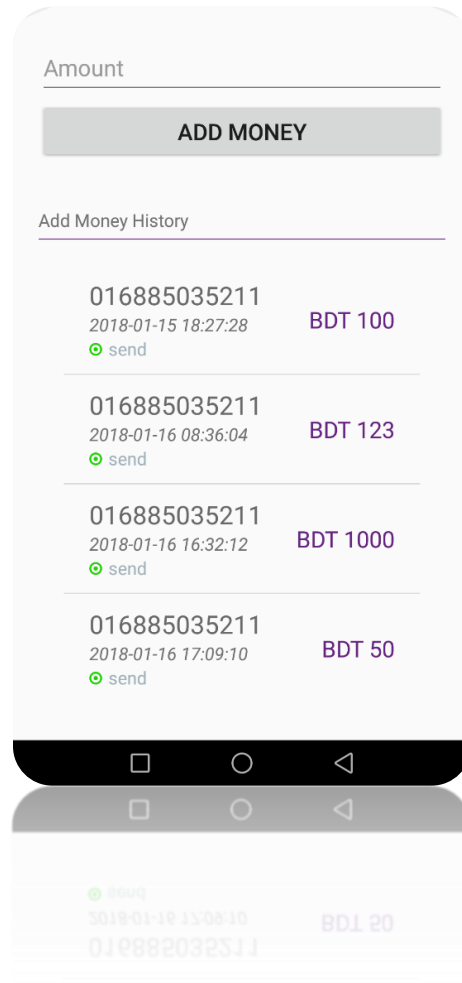 Amount
ADD MONEY
Add Money History
016885035211
2018-01-15 18:27:28
BDT 100
send
016885035211
2018-01-16 08:36:04
BDT 123
send
016885035211
2018-01-16 16:32:12
BDT 1000
send
016885035211
2018-01-16 17:09:10
BDT 50
send